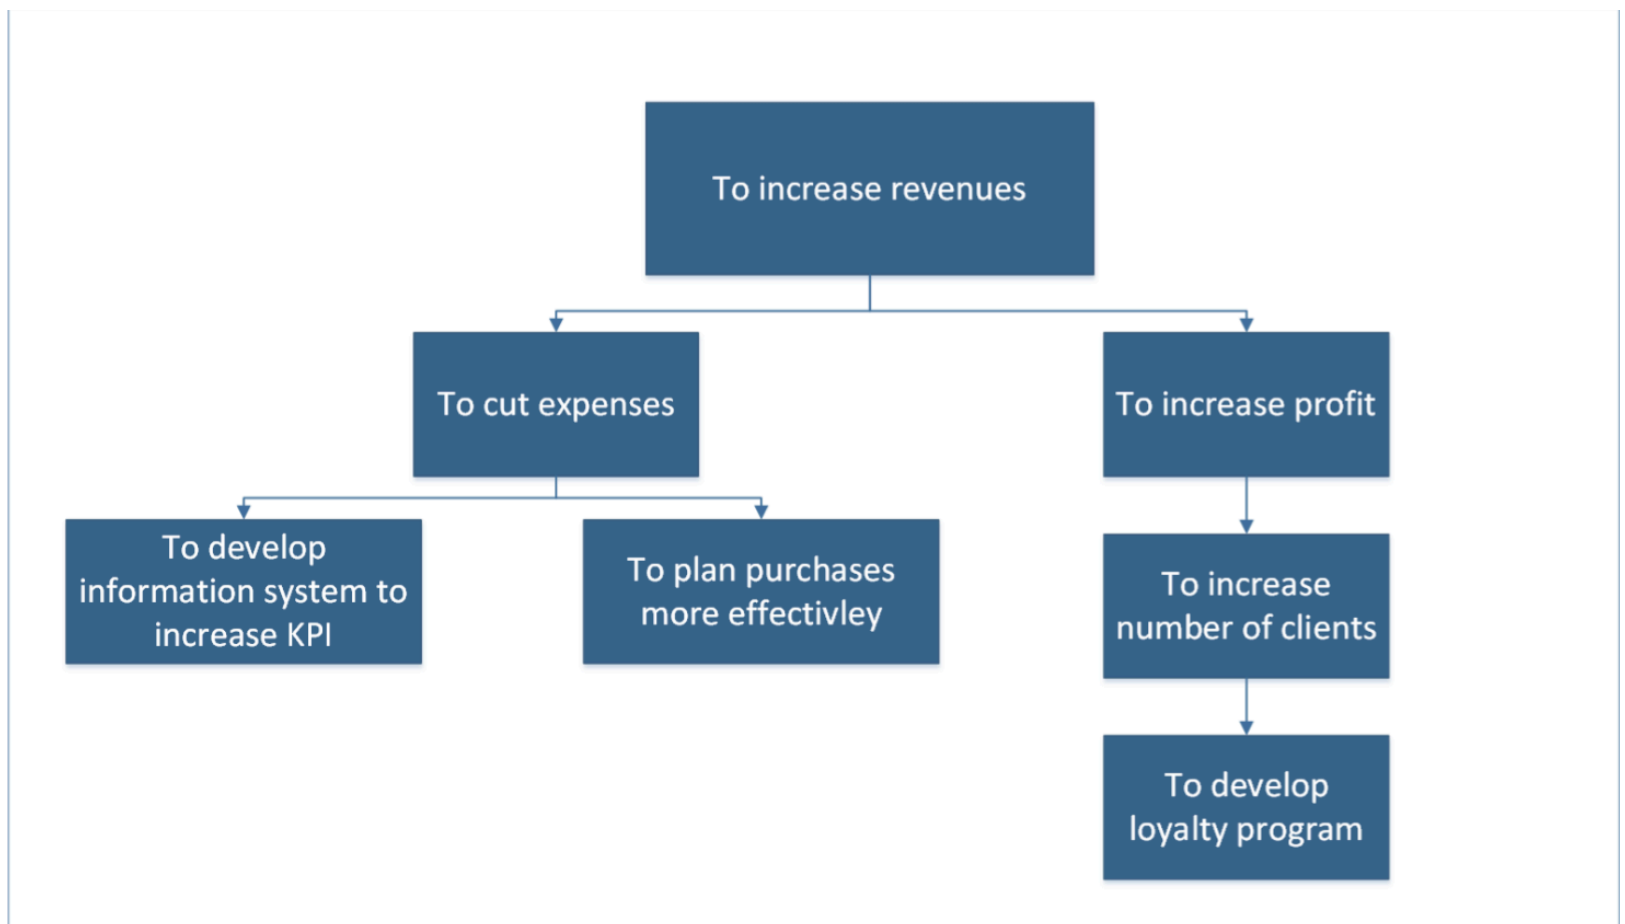 To increase revenues
To cut expenses
To increase profit
To develop
information system to
increase KPI
To plan purchases
more effectivley
To increase
number of clients
To develop
loyalty program